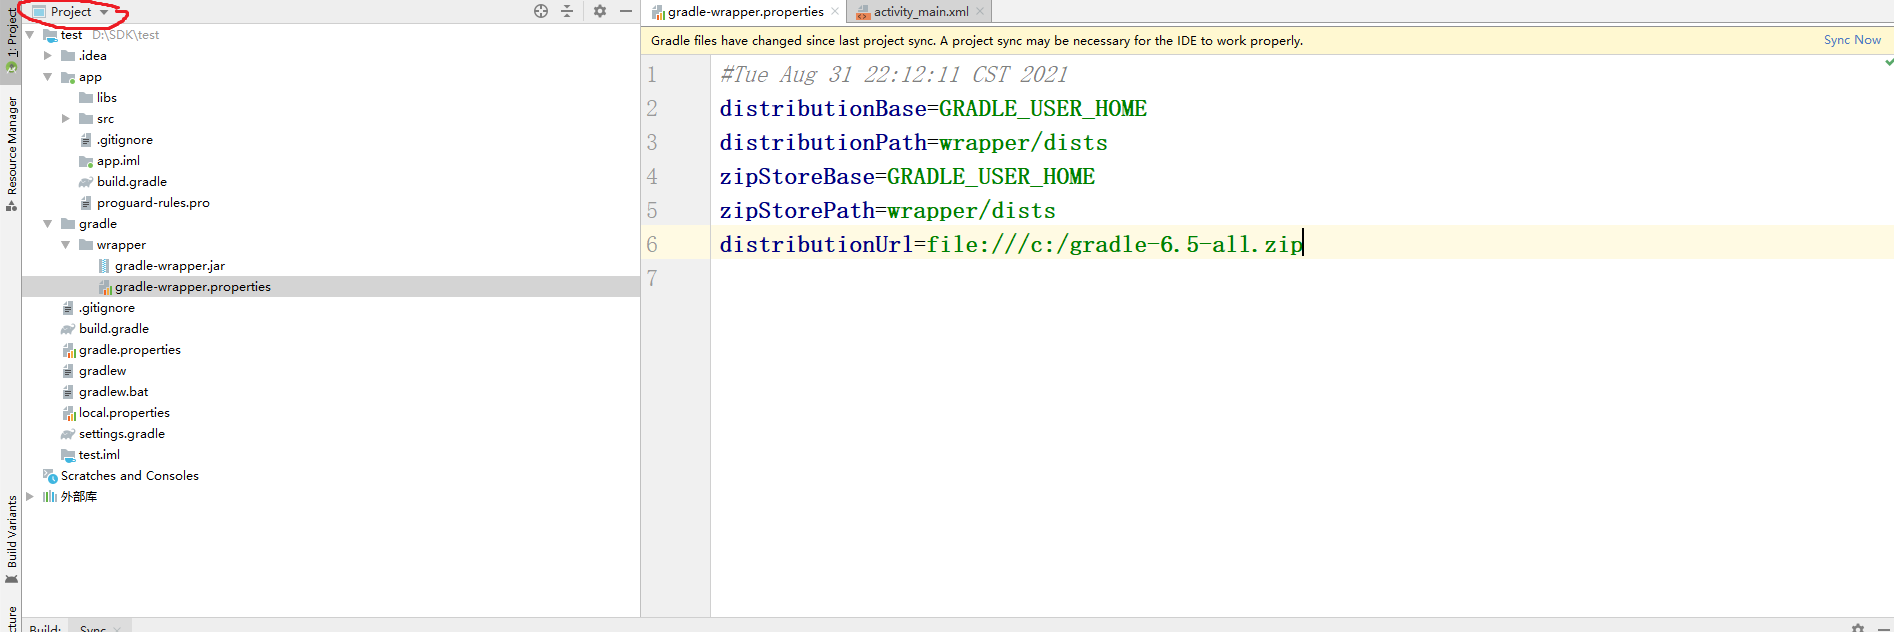 1: Project
Resource Manager
Build Variants
Project
test D:\SDK\test
.idea
app
libs
src
.gitignore
app.iml
build.gradle
proguard-rules.pro
gradle
wrapper
gradle-wrapper.jar
gradle-wrapper.properties
.gitignore
build.gradle
gradle.properties
gradlew
gradlew.bat
local.properties
settings.gradle
test.iml
Scratches and Consoles
外部库
gradle-wrapper.properties
activity_main.xml
Gradle files have changed since last project sync. A project sync may be necessary for the IDE to work properly.
Sync Now
1 #Tue Aug 31 22:12:11 CST 2021
2 distributionBase=GRADLE_USER_HOME
3 distributionPath=wrapper/dists
4 zipStoreBase=GRADLE_USER_HOME
5 zipStorePath=wrapper/dists
6 distributionUrl=file:///c:/gradle-6.5-all.zip
7
Build: Sync